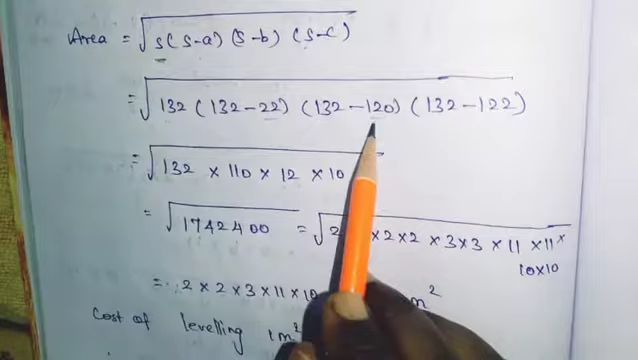 Area = √s(s-a) (s-b) (s-c)
= √132 (132-22) (132-120) (132-122)
= √132 × 110 × 12 × 10
= √1742400 = √2 × 2 × 2 × 3 × 3 × 11 × 11 ×
10×10
= 2 × 2 × 3 × 11 × 10 m²
Cost of levelling 1m²